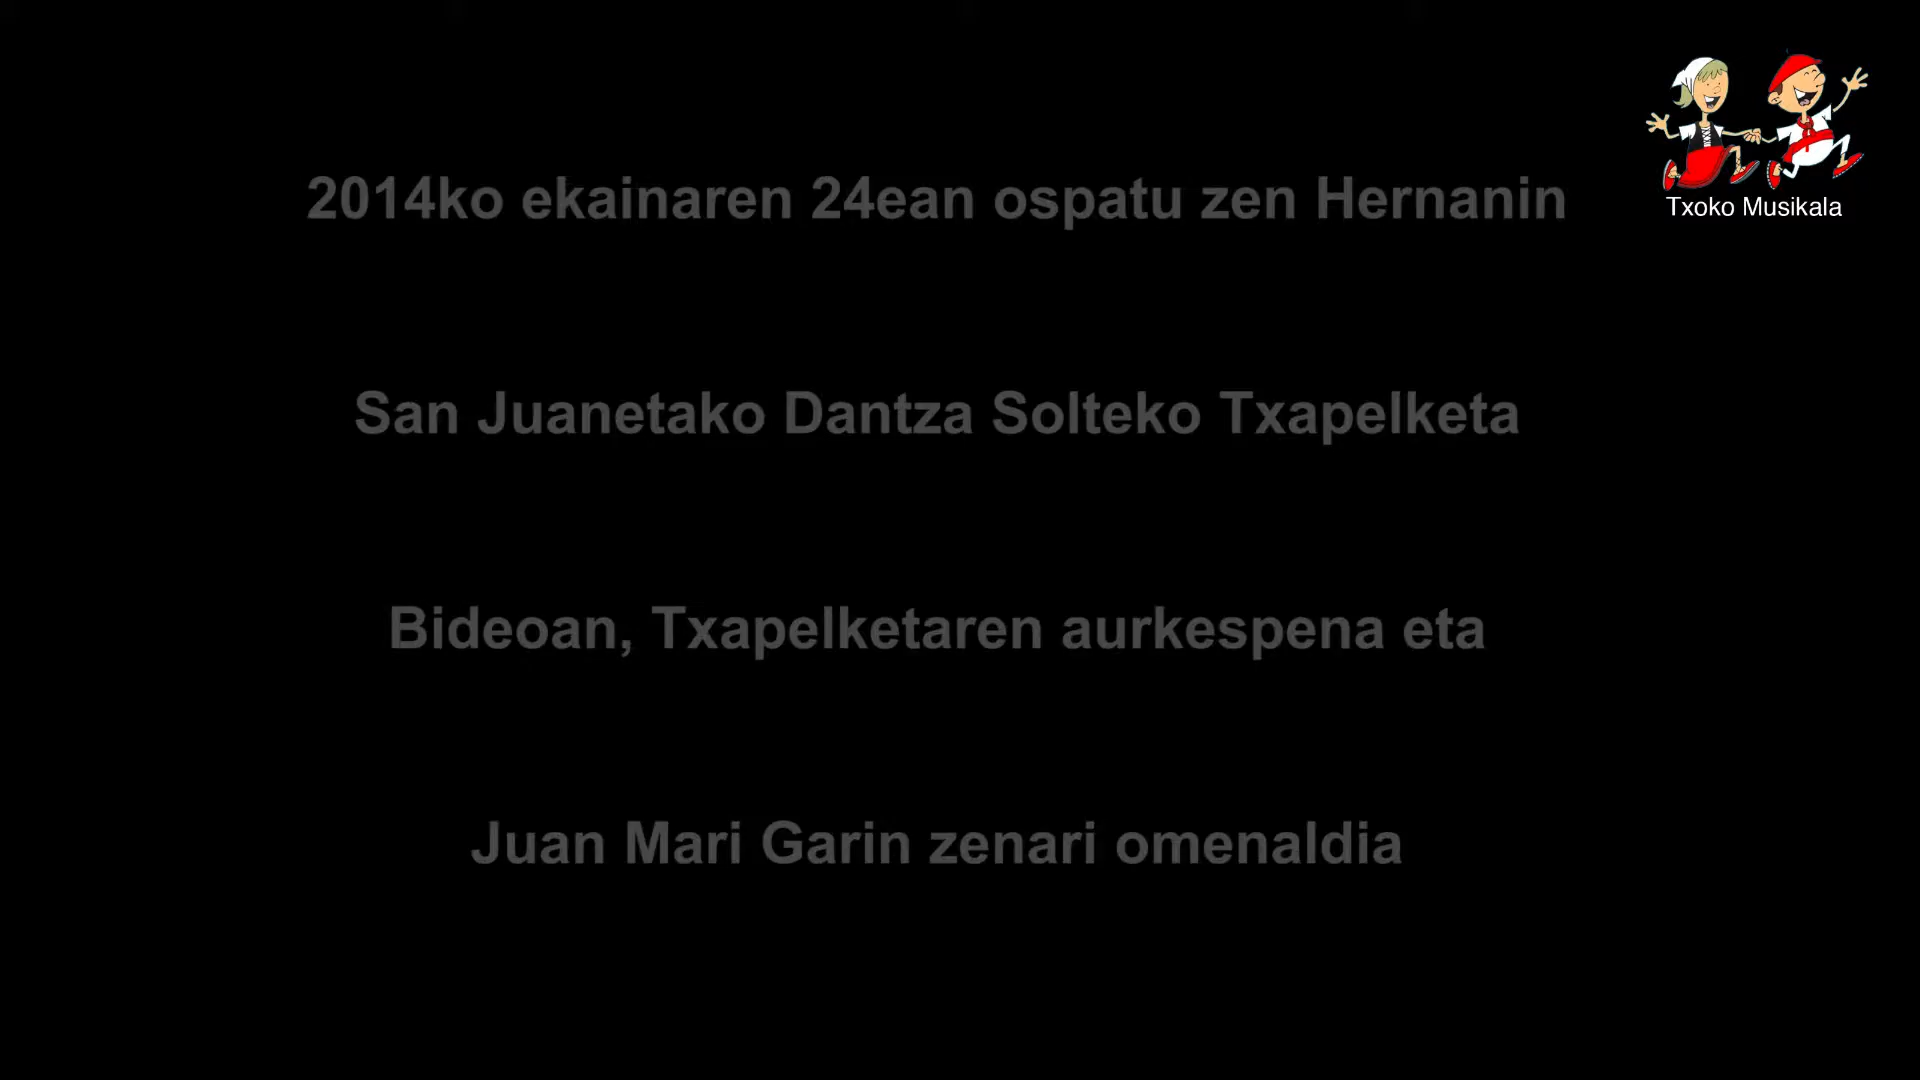 2014ko ekainaren 24ean ospatu zen Hernanin
Txoko Musikala
San Juanetako Dantza Solteko Txapelketa
Bideoan, Txapelketaren aurkespena eta
Juan Mari Garin zenari omenaldia